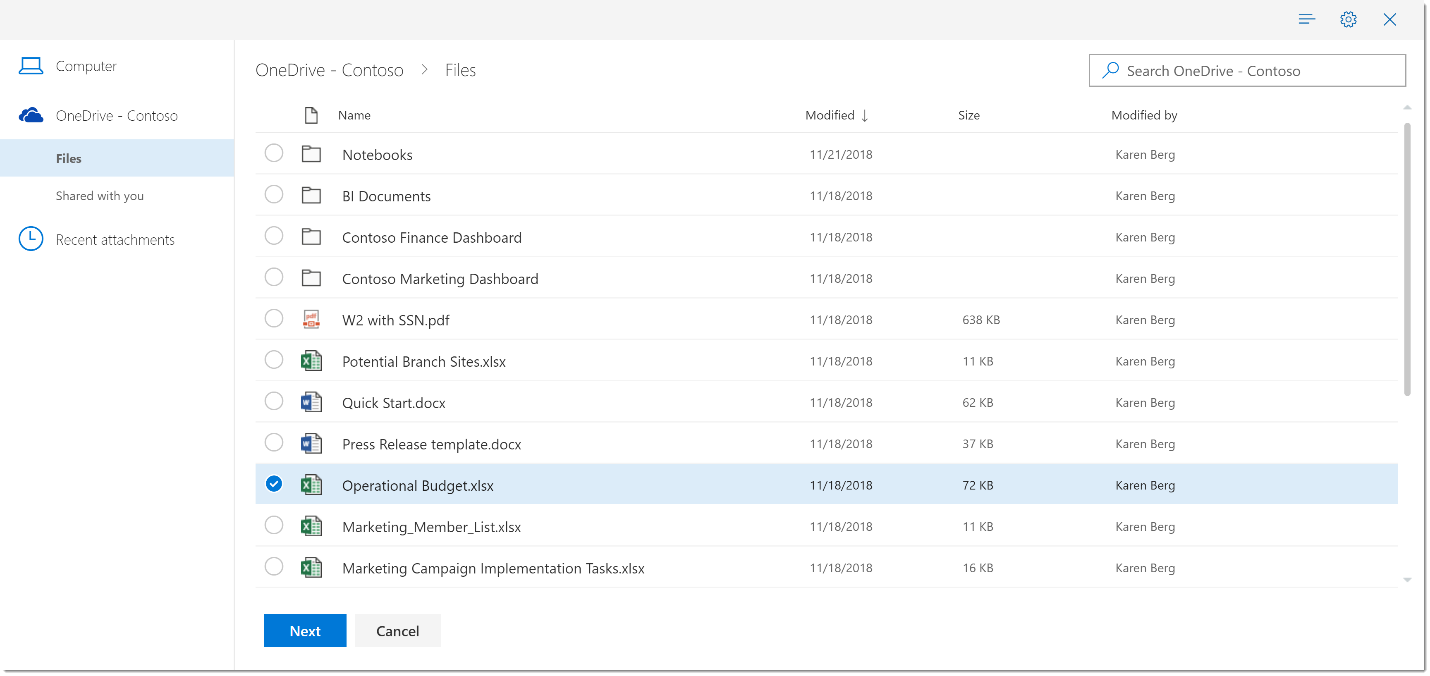 Computer
OneDrive - Contoso
Files
Shared with you
Recent attachments
OneDrive - Contoso > Files
Search OneDrive - Contoso
Name Modified ↓ Size Modified by
Notebooks 11/21/2018 Karen Berg
BI Documents 11/18/2018 Karen Berg
Contoso Finance Dashboard 11/18/2018 Karen Berg
Contoso Marketing Dashboard 11/18/2018 Karen Berg
pdf W2 with SSN.pdf 11/18/2018 638 KB Karen Berg
Potential Branch Sites.xlsx 11/18/2018 11 KB Karen Berg
Quick Start.docx 11/18/2018 62 KB Karen Berg
Press Release template.docx 11/18/2018 37 KB Karen Berg
Operational Budget.xlsx 11/18/2018 72 KB Karen Berg
Marketing_Member_List.xlsx 11/18/2018 11 KB Karen Berg
Marketing Campaign Implementation Tasks.xlsx 11/18/2018 16 KB Karen Berg
Next Cancel